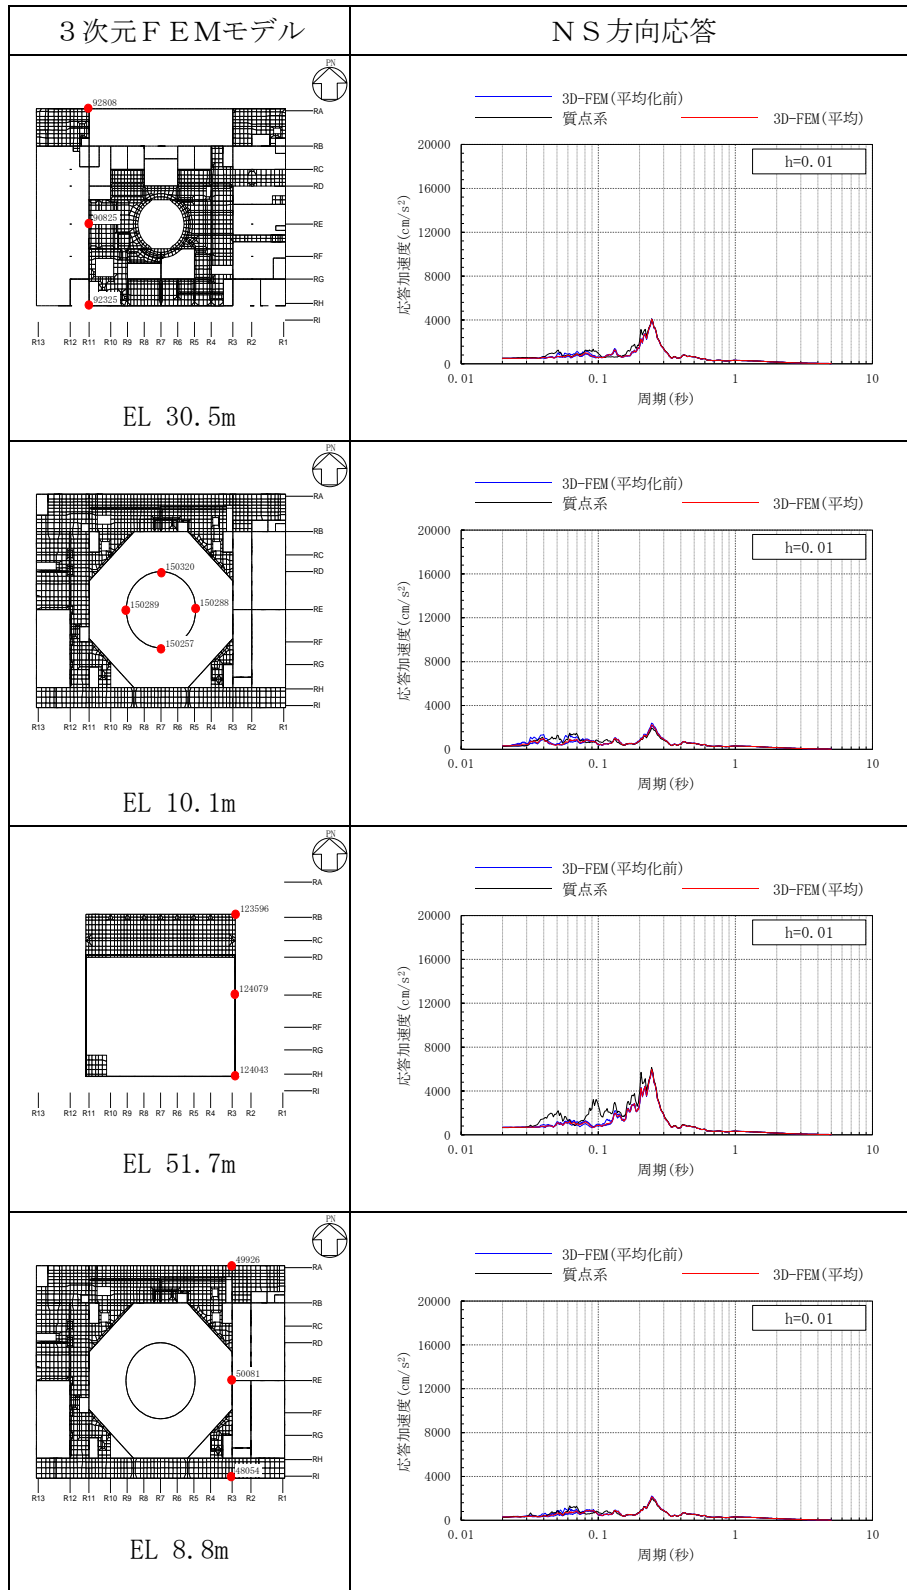 ３次元ＦＥＭモデル
ＮＳ方向応答
PN
92808
90825
92325
RA
RB
RC
RD
RE
RF
RG
RH
RI
R13 R12 R11 R10 R9 R8 R7 R6 R5 R4 R3 R2 R1
EL 30.5m
3D-FEM(平均化前)
質点系 3D-FEM(平均)
h=0.01
応答加速度(cm/s²)
20000
16000
12000
8000
4000
0
0.01 0.1 1 10
周期(秒)
PN
150320
150289
150288
150257
RA
RB
RC
RD
RE
RF
RG
RH
RI
R13 R12 R11 R10 R9 R8 R7 R6 R5 R4 R3 R2 R1
EL 10.1m
3D-FEM(平均化前)
質点系 3D-FEM(平均)
h=0.01
応答加速度(cm/s²)
20000
16000
12000
8000
4000
0
0.01 0.1 1 10
周期(秒)
PN
123596
124079
124043
RA
RB
RC
RD
RE
RF
RG
RH
RI
R13 R12 R11 R10 R9 R8 R7 R6 R5 R4 R3 R2 R1
EL 51.7m
3D-FEM(平均化前)
質点系 3D-FEM(平均)
h=0.01
応答加速度(cm/s²)
20000
16000
12000
8000
4000
0
0.01 0.1 1 10
周期(秒)
PN
49926
50081
48054
RA
RB
RC
RD
RE
RF
RG
RH
RI
R13 R12 R11 R10 R9 R8 R7 R6 R5 R4 R3 R2 R1
EL 8.8m
3D-FEM(平均化前)
質点系 3D-FEM(平均)
h=0.01
応答加速度(cm/s²)
20000
16000
12000
8000
4000
0
0.01 0.1 1 10
周期(秒)